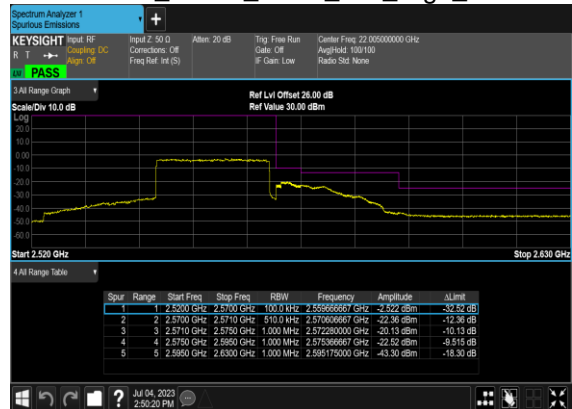 Spectrum Analyzer 1
Spurious Emissions
KEYSIGHT Input: RF
R T Coupling: DC
Align: Off
Input Z: 50 Ω
Corrections: Off
Freq Ref: Int (S)
Atten: 20 dB
Trig: Free Run
Gate: Off
IF Gain: Low
Center Freq: 22.005000000 GHz
Avg|Hold: 100/100
Radio Std: None
PASS
3 All Range Graph
Scale/Div 10.0 dB
Ref Lvl Offset 26.00 dB
Ref Value 30.00 dBm
Log
20.0
10.0
0.00
-10.0
-20.0
-30.0
-40.0
-50.0
-60.0
Start 2.520 GHz Stop 2.630 GHz
4 All Range Table
Spur Range Start Freq Stop Freq RBW Frequency Amplitude ΔLimit
1 1 2.5200 GHz 2.5700 GHz 100.0 kHz 2.559666667 GHz -2.522 dBm -32.52 dB
2 2 2.5700 GHz 2.5710 GHz 510.0 kHz 2.570606667 GHz -22.36 dBm -12.36 dB
3 3 2.5710 GHz 2.5750 GHz 1.000 MHz 2.572280000 GHz -20.13 dBm -10.13 dB
4 4 2.5750 GHz 2.5950 GHz 1.000 MHz 2.575366667 GHz -22.52 dBm -9.515 dB
5 5 2.5950 GHz 2.6300 GHz 1.000 MHz 2.595175000 GHz -43.30 dBm -18.30 dB
Jul 04, 2023
2:50:20 PM